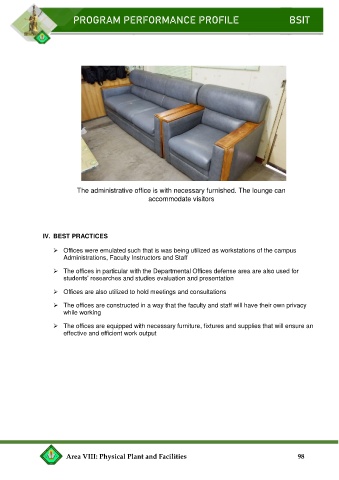 PROGRAM PERFORMANCE PROFILE BSIT
The administrative office is with necessary furnished. The lounge can
accommodate visitors
IV. BEST PRACTICES
➢ Offices were emulated such that is was being utilized as workstations of the campus
Administrations, Faculty Instructors and Staff
➢ The offices in particular with the Departmental Offices defense area are also used for
students' researches and studies evaluation and presentation
➢ Offices are also utilized to hold meetings and consultations
➢ The offices are constructed in a way that the faculty and staff will have their own privacy
while working
➢ The offices are equipped with necessary furniture, fixtures and supplies that will ensure an
effective and efficient work output
Area VIII: Physical Plant and Facilities 98